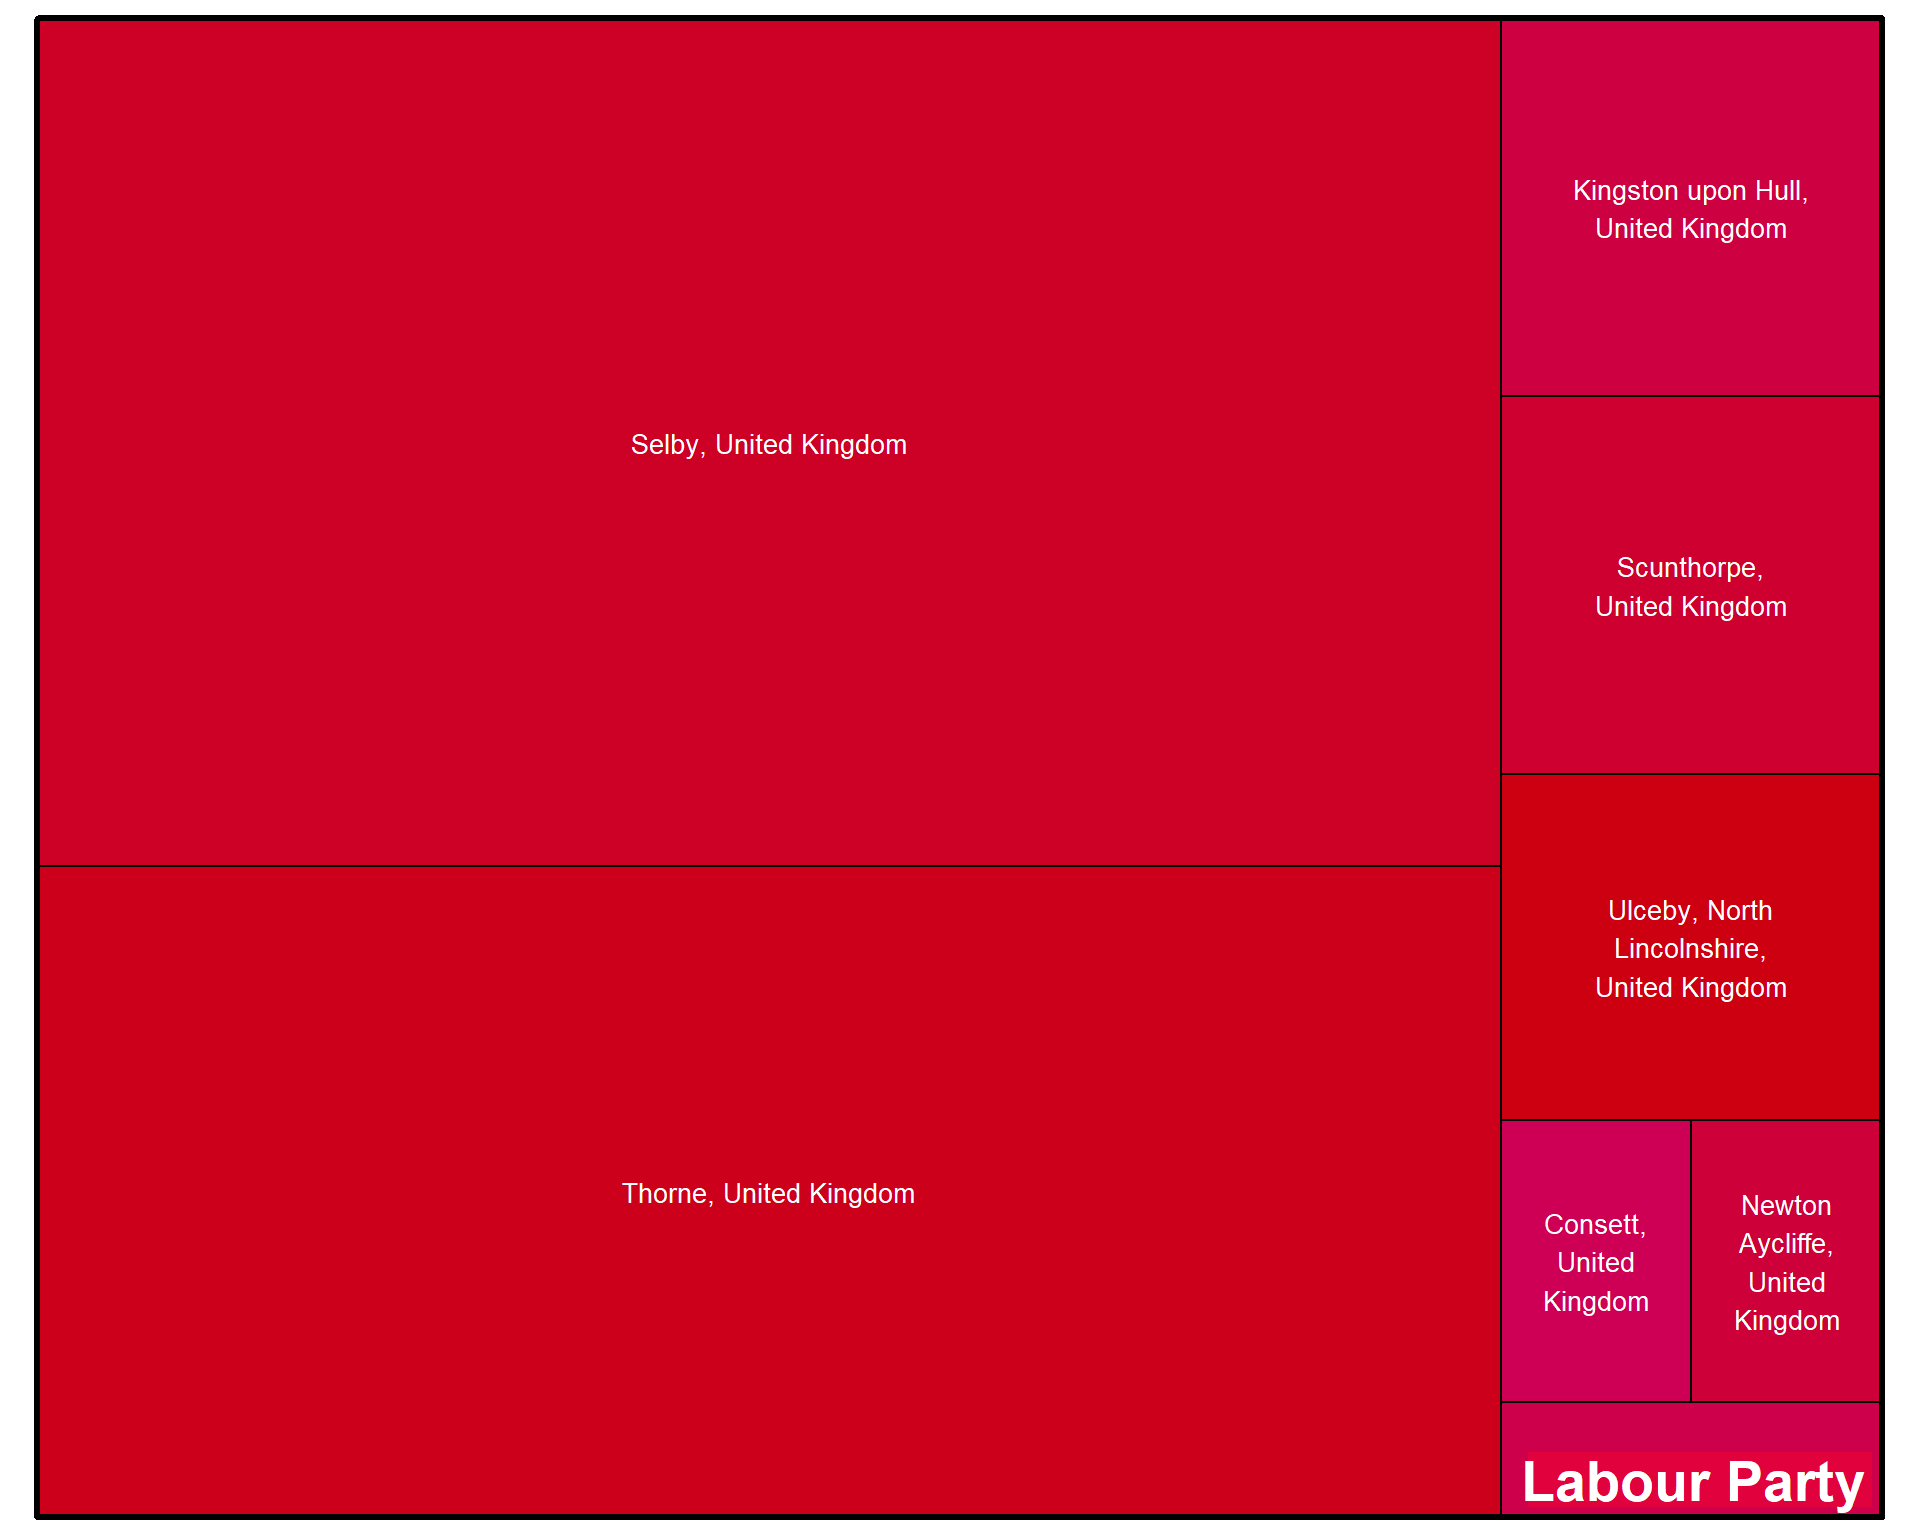 Selby, United Kingdom
Thorne, United Kingdom
Kingston upon Hull,
United Kingdom
Scunthorpe,
United Kingdom
Ulceby, North
Lincolnshire,
United Kingdom
Consett,
United
Kingdom
Newton
Aycliffe,
United
Kingdom
Labour Party